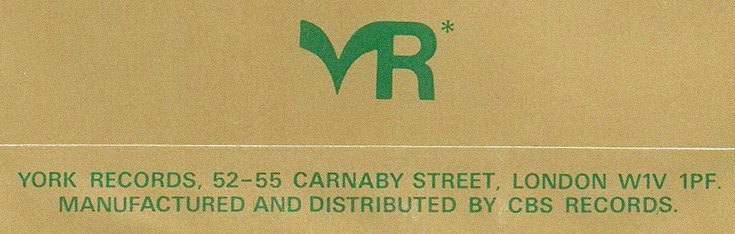 YR*
YORK RECORDS, 52-55 CARNABY STREET, LONDON W1V 1PF.
MANUFACTURED AND DISTRIBUTED BY CBS RECORDS.